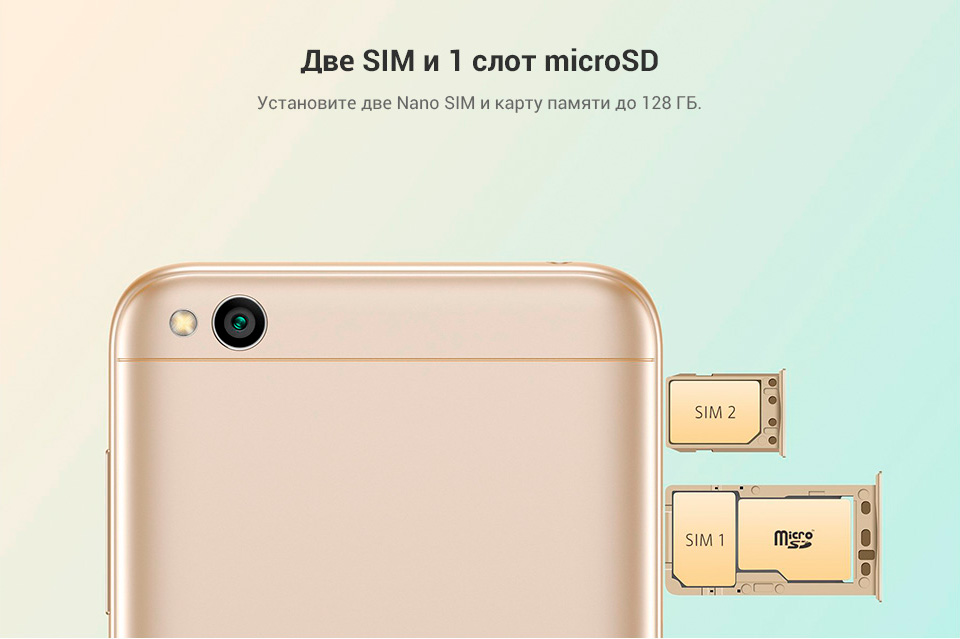 Две SIM и 1 слот microSD
Установите две Nano SIM и карту памяти до 128 ГБ.
SIM 2
SIM 1
Micro SD